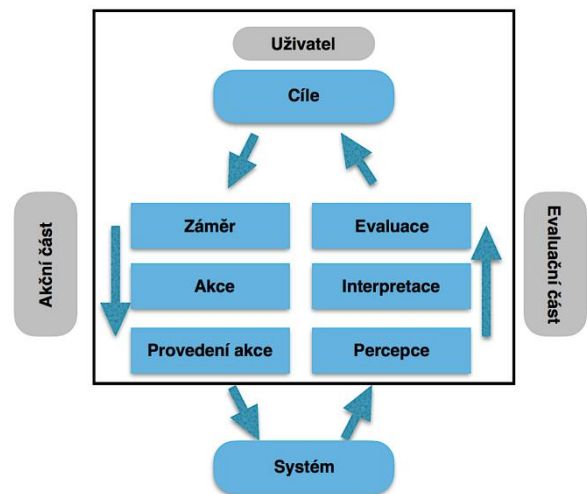 Uživatel
Cíle
Akční část
Záměr
Akce
Provedení akce
Evaluace
Interpretace
Percepce
Evaluační část
Systém